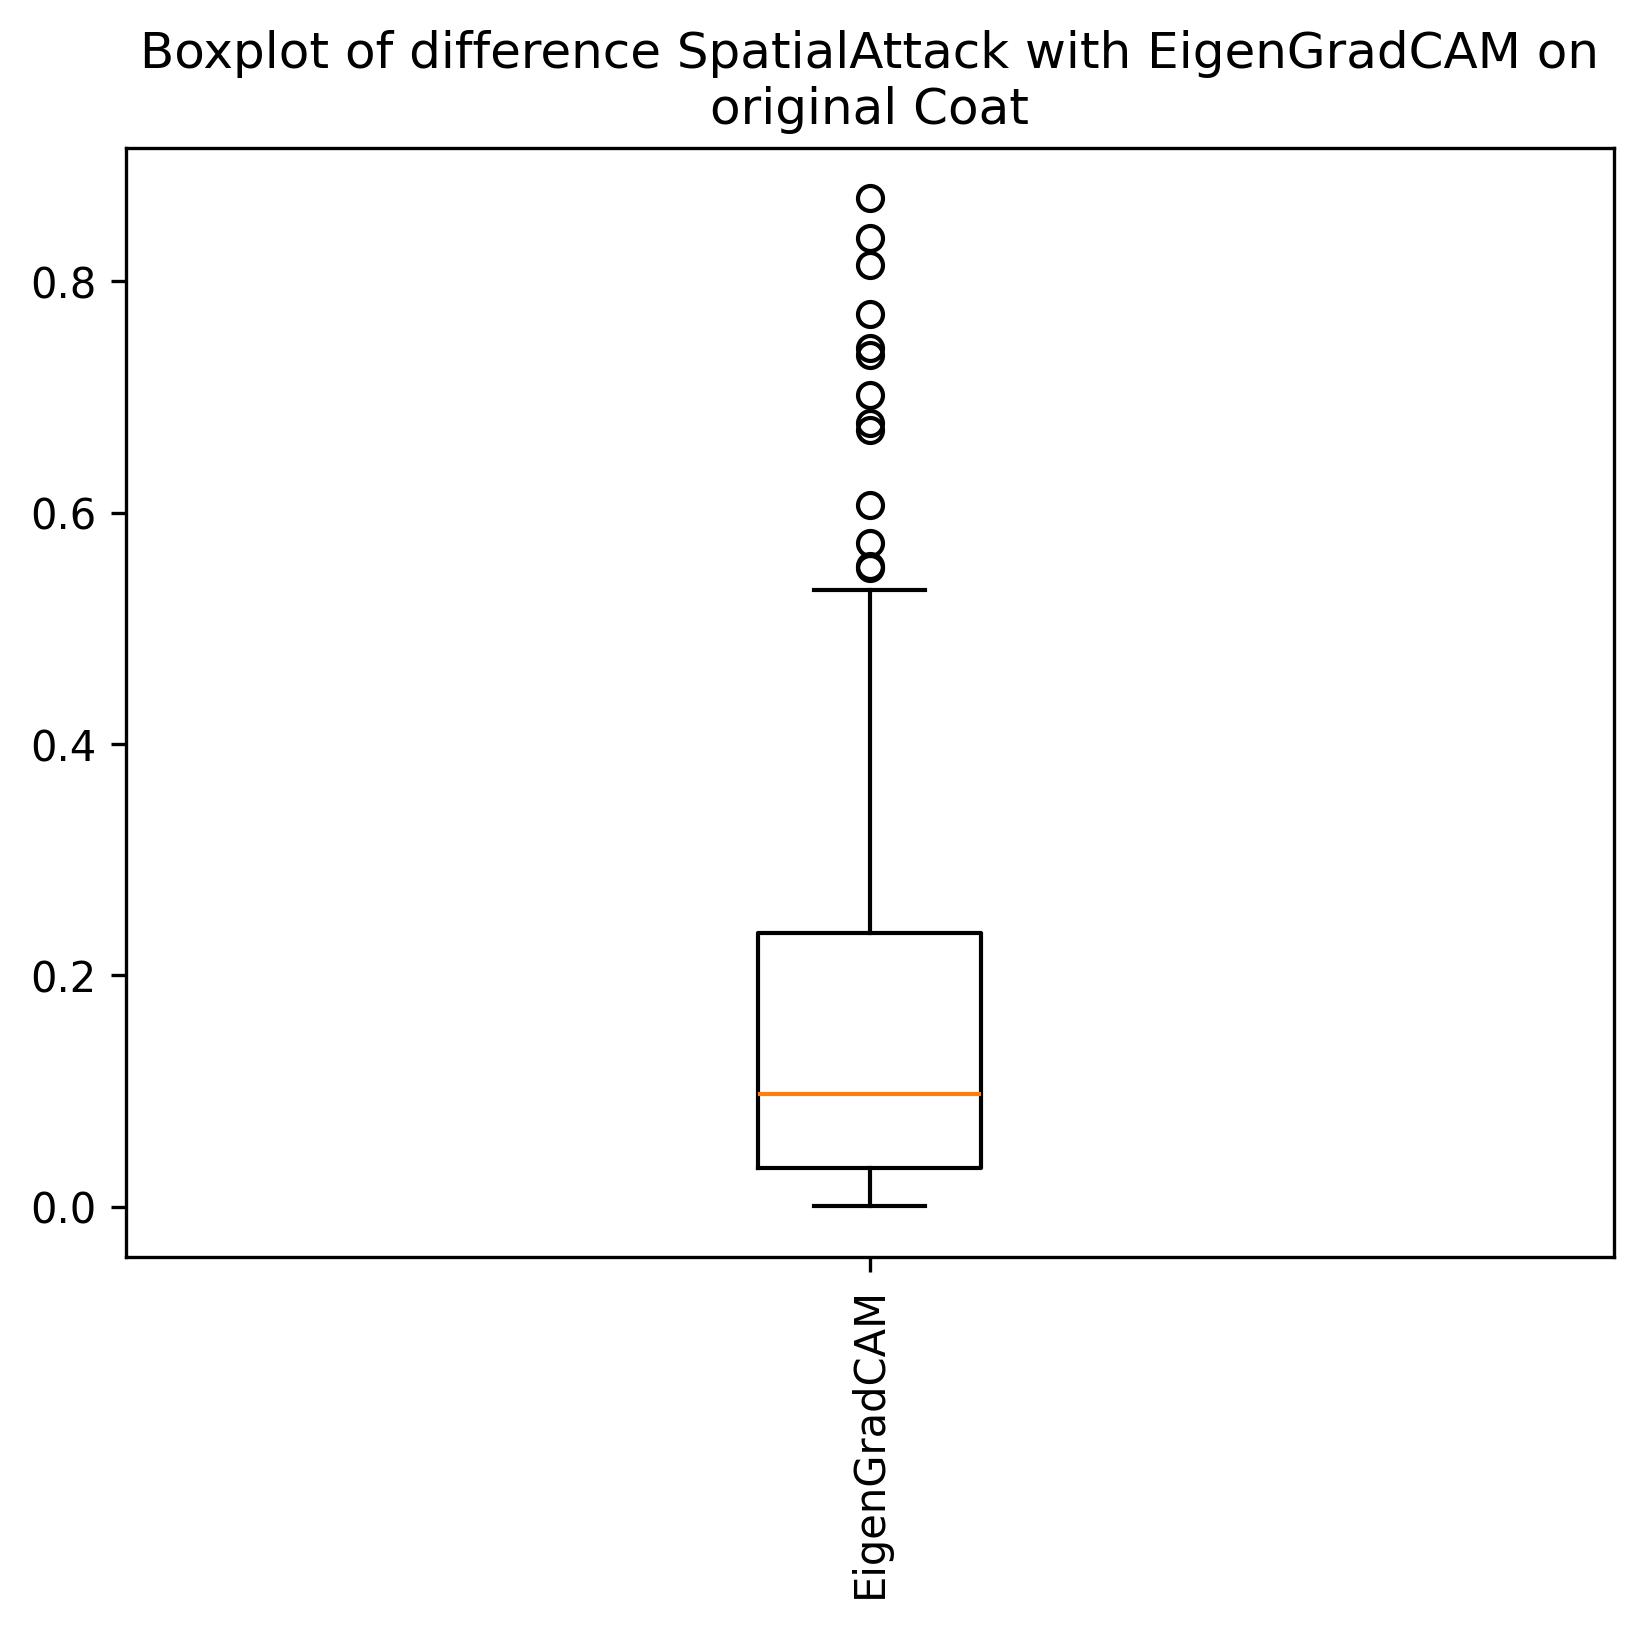 Boxplot of difference SpatialAttack with EigenGradCAM on
original Coat
0.8
0.6
0.4
0.2
0.0
EigenGradCAM